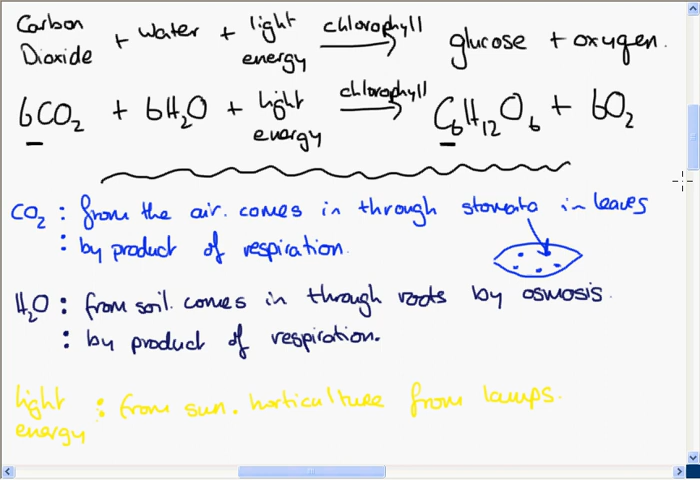 Carbon Dioxide + water + light energy chlorophyll → glucose + oxygen.
6CO₂ + 6H₂O + light energy chlorophyll → C₆H₁₂O₆ + 6O₂
CO₂ : from the air. comes in through stomata in leaves
: by product of respiration.
H₂O : from soil. comes in through roots by osmosis.
: by product of respiration.
light energy : from sun. horticulture from lamps.